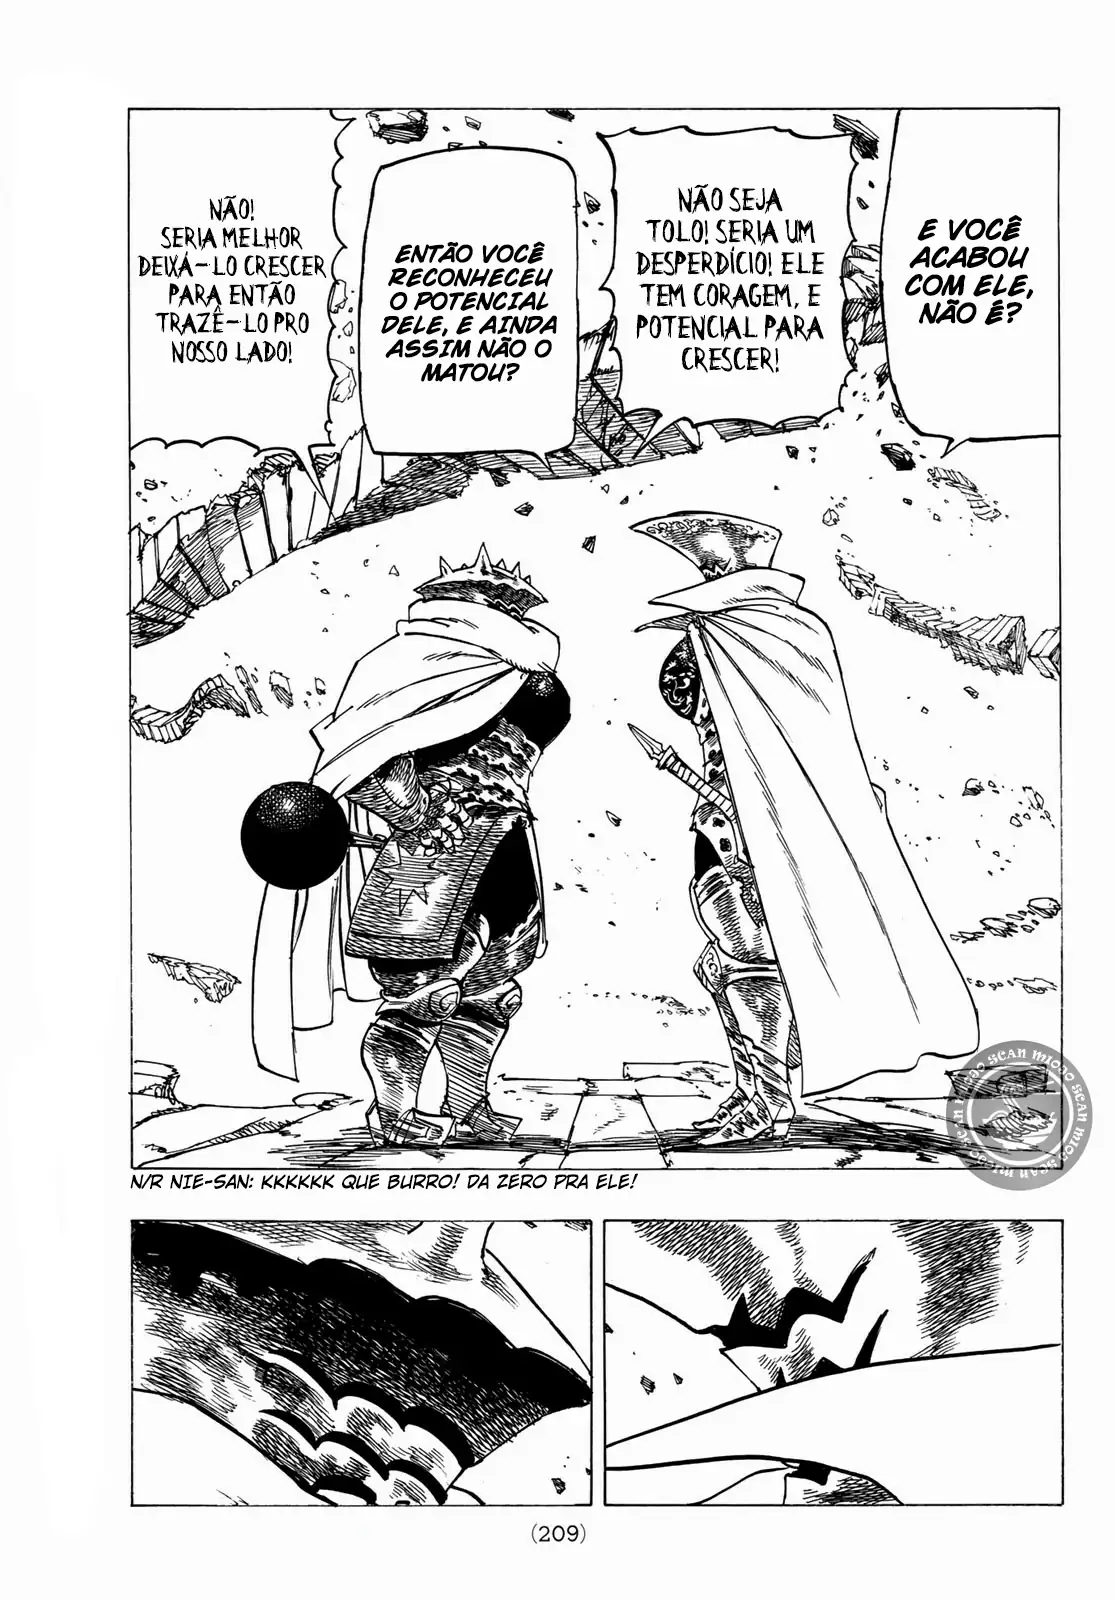 E VOCÊ
ACABOU
COM ELE,
NÃO É?
NÃO SEJA
TOLO! SERIA UM
DESPERDÍCIO! ELE
TEM CORAGEM, E
POTENCIAL PARA
CRESCER!
ENTÃO VOCÊ
RECONHECEU
O POTENCIAL
DELE, E AINDA
ASSIM NÃO O
MATOU?
NÃO!
SERIA MELHOR
DEIXÁ-LO CRESCER
PARA ENTÃO
TRAZÊ-LO PRO
NOSSO LADO!
N/R NIE-SAN: KKKKKK QUE BURRO! DA ZERO PRA ELE!
(209)